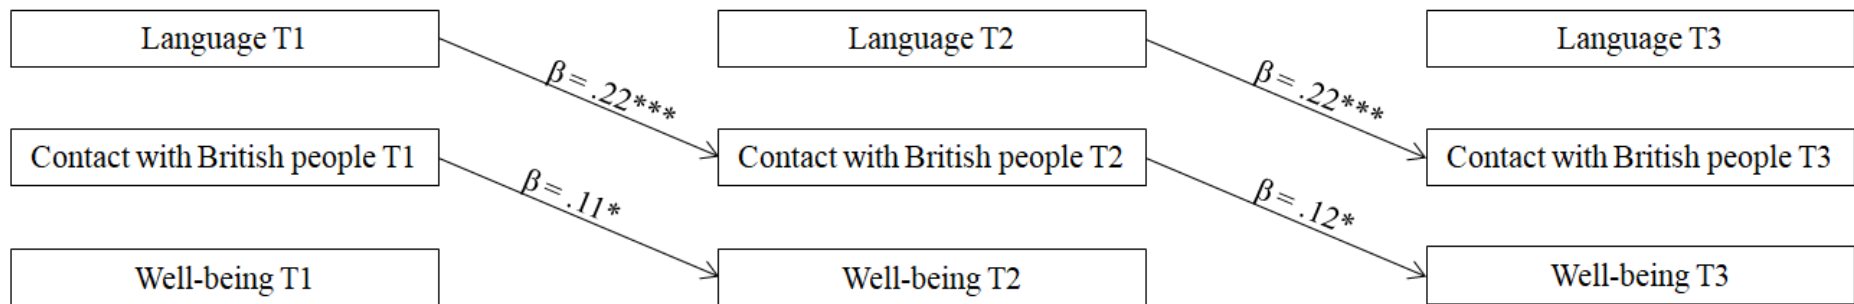 Language T1
Language T2
Language T3
β = .22***
β = .22***
Contact with British people T1
Contact with British people T2
Contact with British people T3
β = .11*
β = .12*
Well-being T1
Well-being T2
Well-being T3